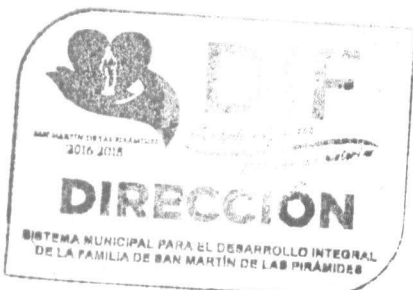 DIF
SAN MARTÍN DE LAS PIRÁMIDES
2016-2018
DIRECCIÓN
SISTEMA MUNICIPAL PARA EL DESARROLLO INTEGRAL
DE LA FAMILIA DE SAN MARTÍN DE LAS PIRÁMIDES